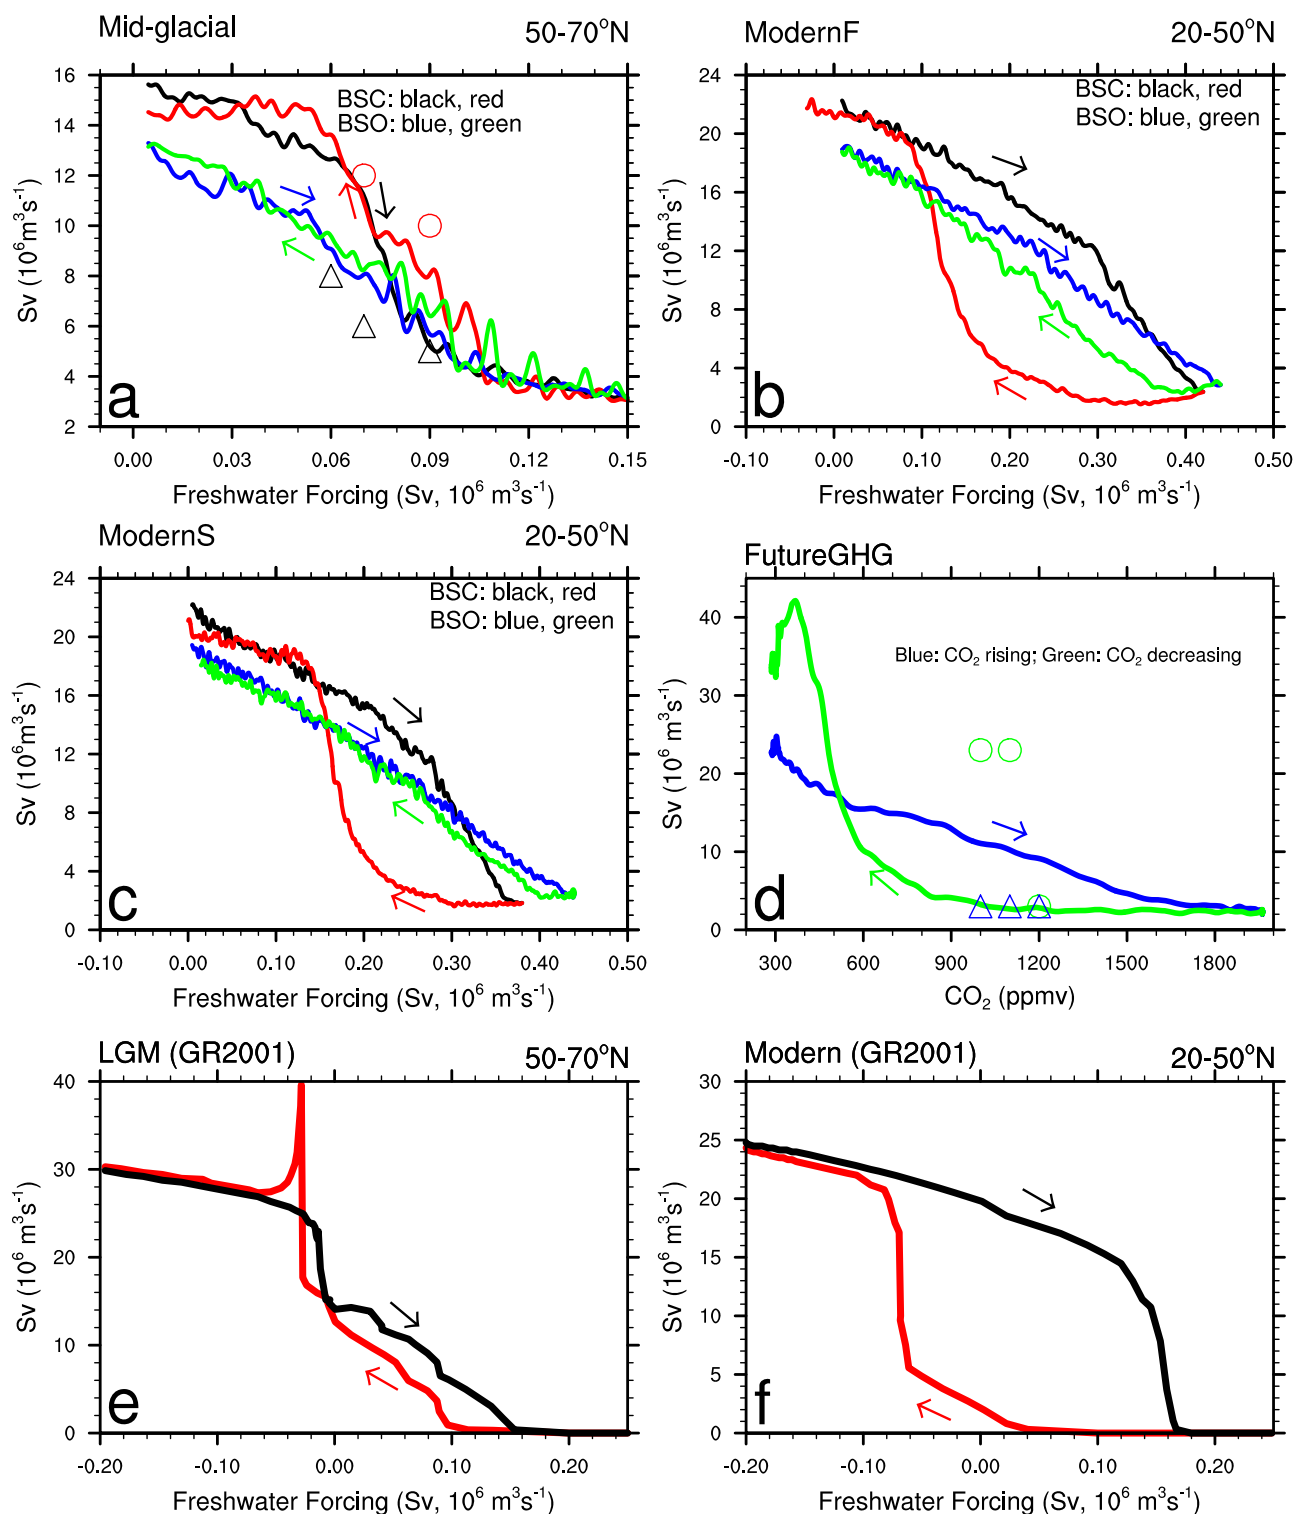 Mid-glacial 50-70°N
BSC: black, red
BSO: blue, green
Sv (10⁶m³s⁻¹)
16
14
12
10
8
6
4
2
a
0.00 0.03 0.06 0.09 0.12 0.15
Freshwater Forcing (Sv, 10⁶ m³s⁻¹)
ModernF 20-50°N
BSC: black, red
BSO: blue, green
Sv (10⁶m³s⁻¹)
24
20
16
12
8
4
0
b
-0.10 0.00 0.10 0.20 0.30 0.40 0.50
Freshwater Forcing (Sv, 10⁶ m³s⁻¹)
ModernS 20-50°N
BSC: black, red
BSO: blue, green
Sv (10⁶m³s⁻¹)
24
20
16
12
8
4
0
c
-0.10 0.00 0.10 0.20 0.30 0.40 0.50
Freshwater Forcing (Sv, 10⁶ m³s⁻¹)
FutureGHG
Blue: CO₂ rising; Green: CO₂ decreasing
Sv (10⁶ m³s⁻¹)
40
30
20
10
0
d
300 600 900 1200 1500 1800
CO₂ (ppmv)
LGM (GR2001) 50-70°N
Sv (10⁶ m³s⁻¹)
40
30
20
10
0
e
-0.20 -0.10 0.00 0.10 0.20
Freshwater Forcing (Sv, 10⁶ m³s⁻¹)
Modern (GR2001) 20-50°N
Sv (10⁶ m³s⁻¹)
30
25
20
15
10
5
0
f
-0.20 -0.10 0.00 0.10 0.20
Freshwater Forcing (Sv, 10⁶ m³s⁻¹)